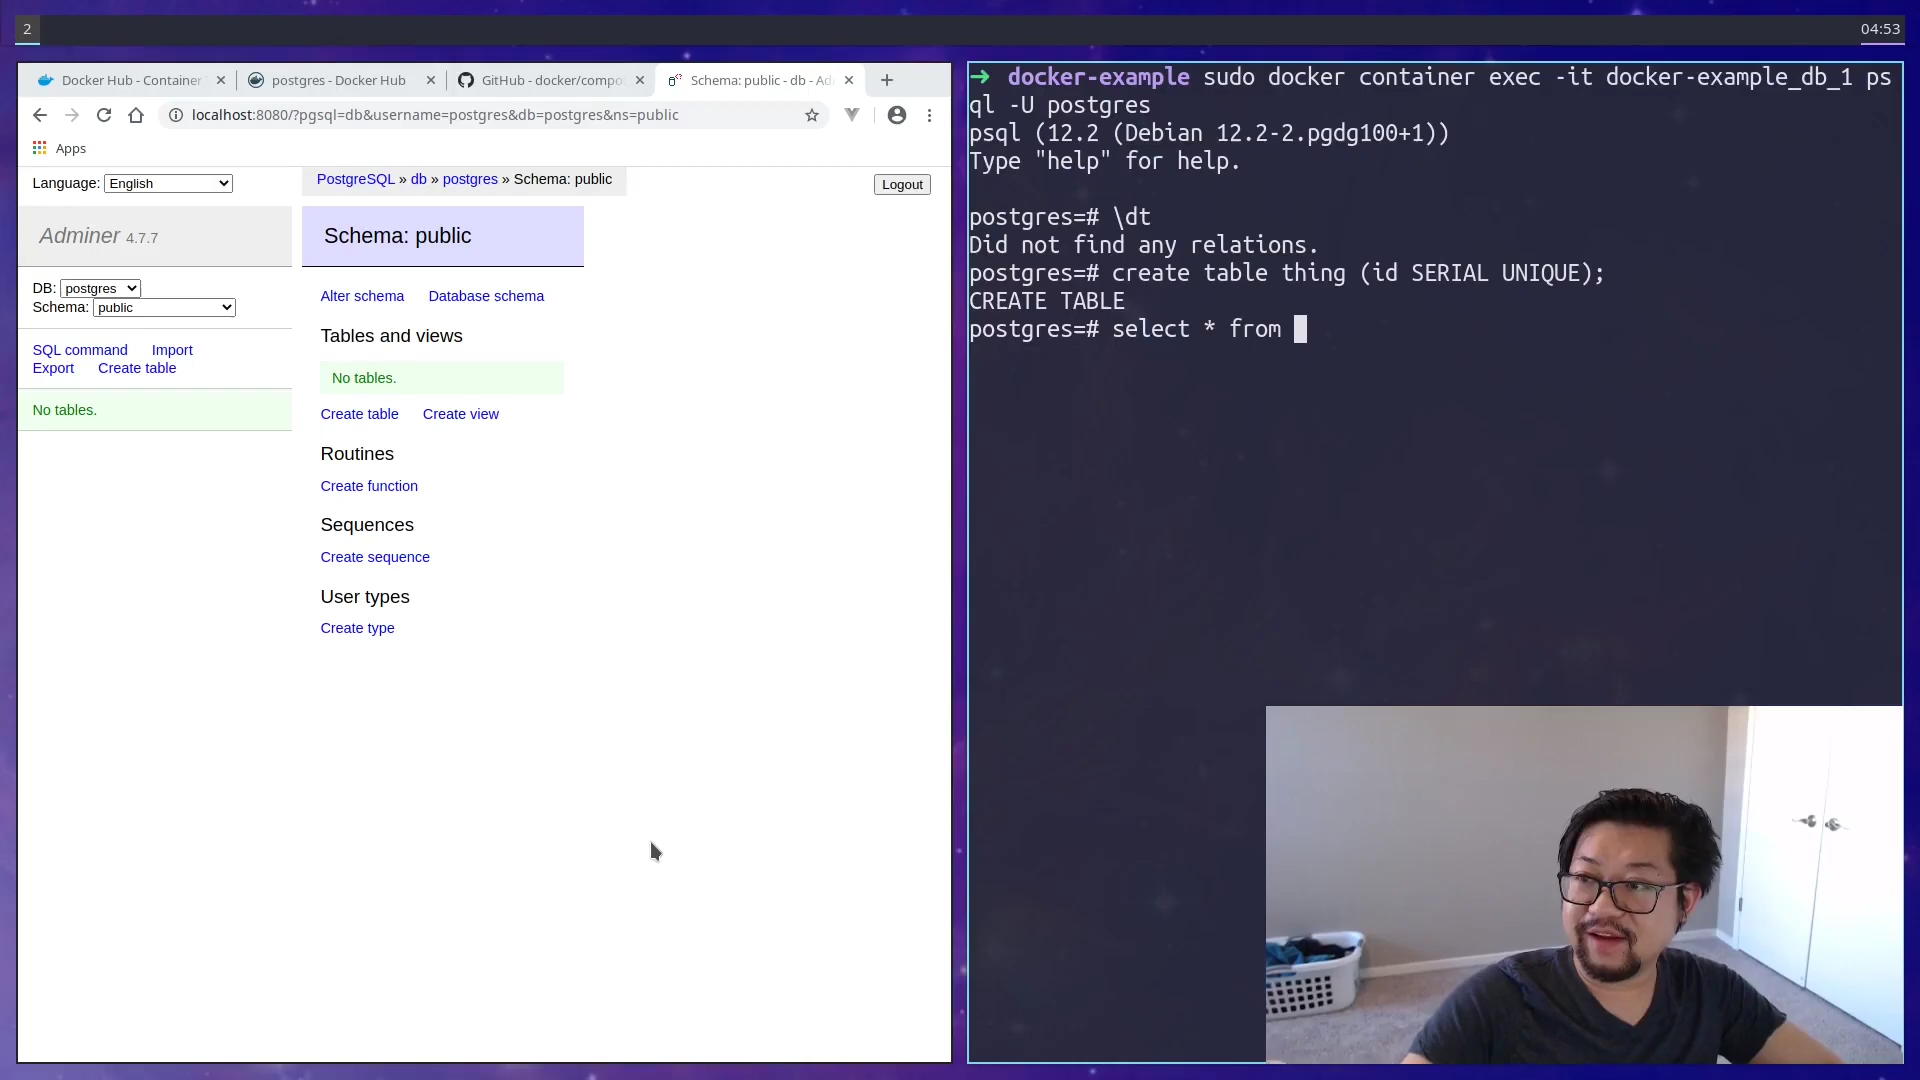 2
04:53
Docker Hub - Container
postgres - Docker Hub
GitHub - docker/compo
Schema: public - db - Ad
localhost:8080/?pgsql=db&username=postgres&db=postgres&ns=public
Apps
Language: English
PostgreSQL » db » postgres » Schema: public
Logout
Adminer 4.7.7
Schema: public
DB: postgres
Schema: public
SQL command Import
Export Create table
No tables.
Alter schema Database schema
Tables and views
No tables.
Create table Create view
Routines
Create function
Sequences
Create sequence
User types
Create type
→ docker-example sudo docker container exec -it docker-example_db_1 ps
ql -U postgres
psql (12.2 (Debian 12.2-2.pgdg100+1))
Type "help" for help.
postgres=# \dt
Did not find any relations.
postgres=# create table thing (id SERIAL UNIQUE);
CREATE TABLE
postgres=# select * from